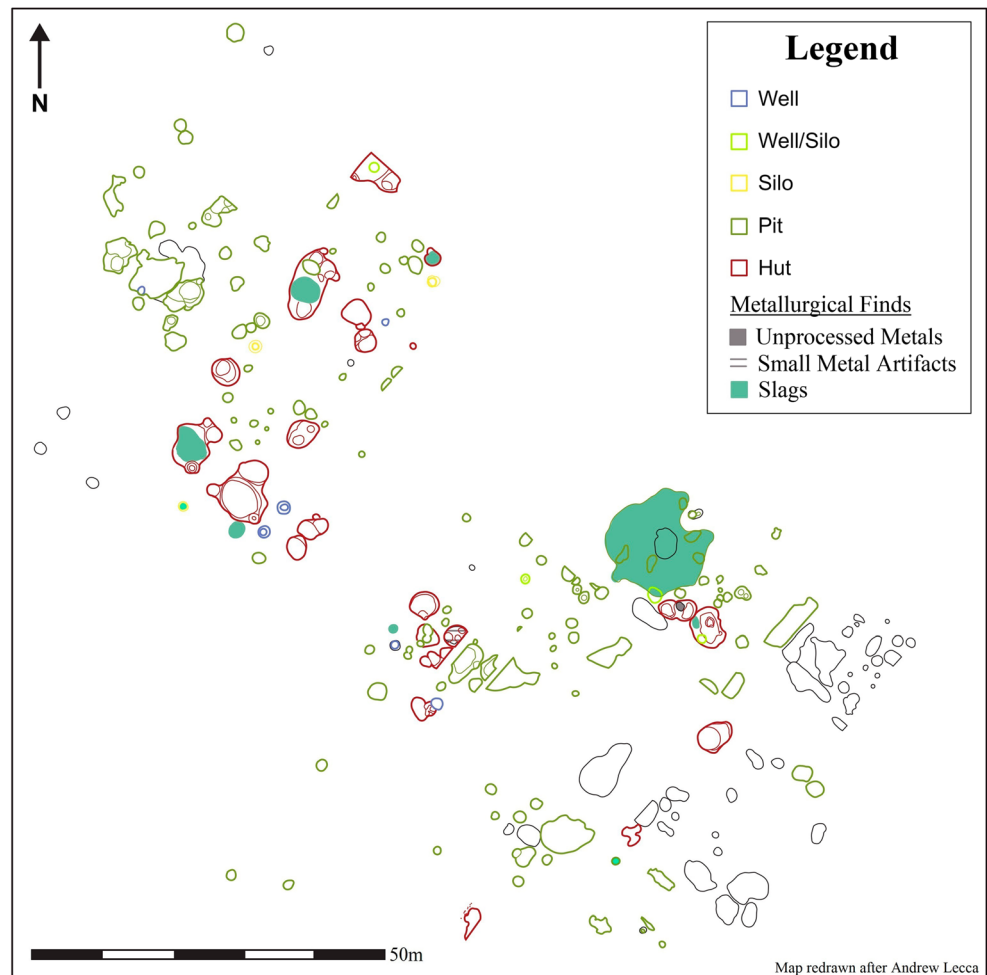 N
Legend
Well
Well/Silo
Silo
Pit
Hut
Metallurgical Finds
Unprocessed Metals
Small Metal Artifacts
Slags
50m
Map redrawn after Andrew Lecca